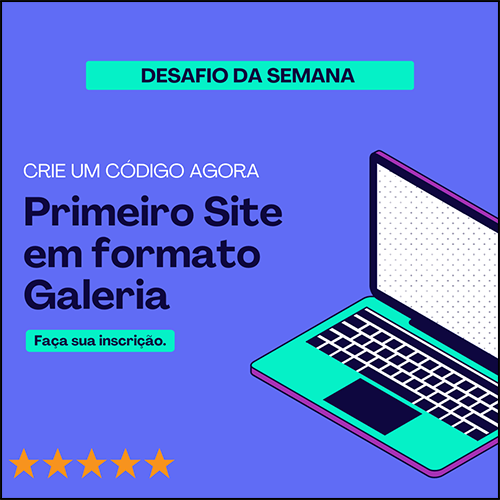 DESAFIO DA SEMANA
CRIE UM CÓDIGO AGORA
Primeiro Site
em formato
Galeria
Faça sua inscrição.